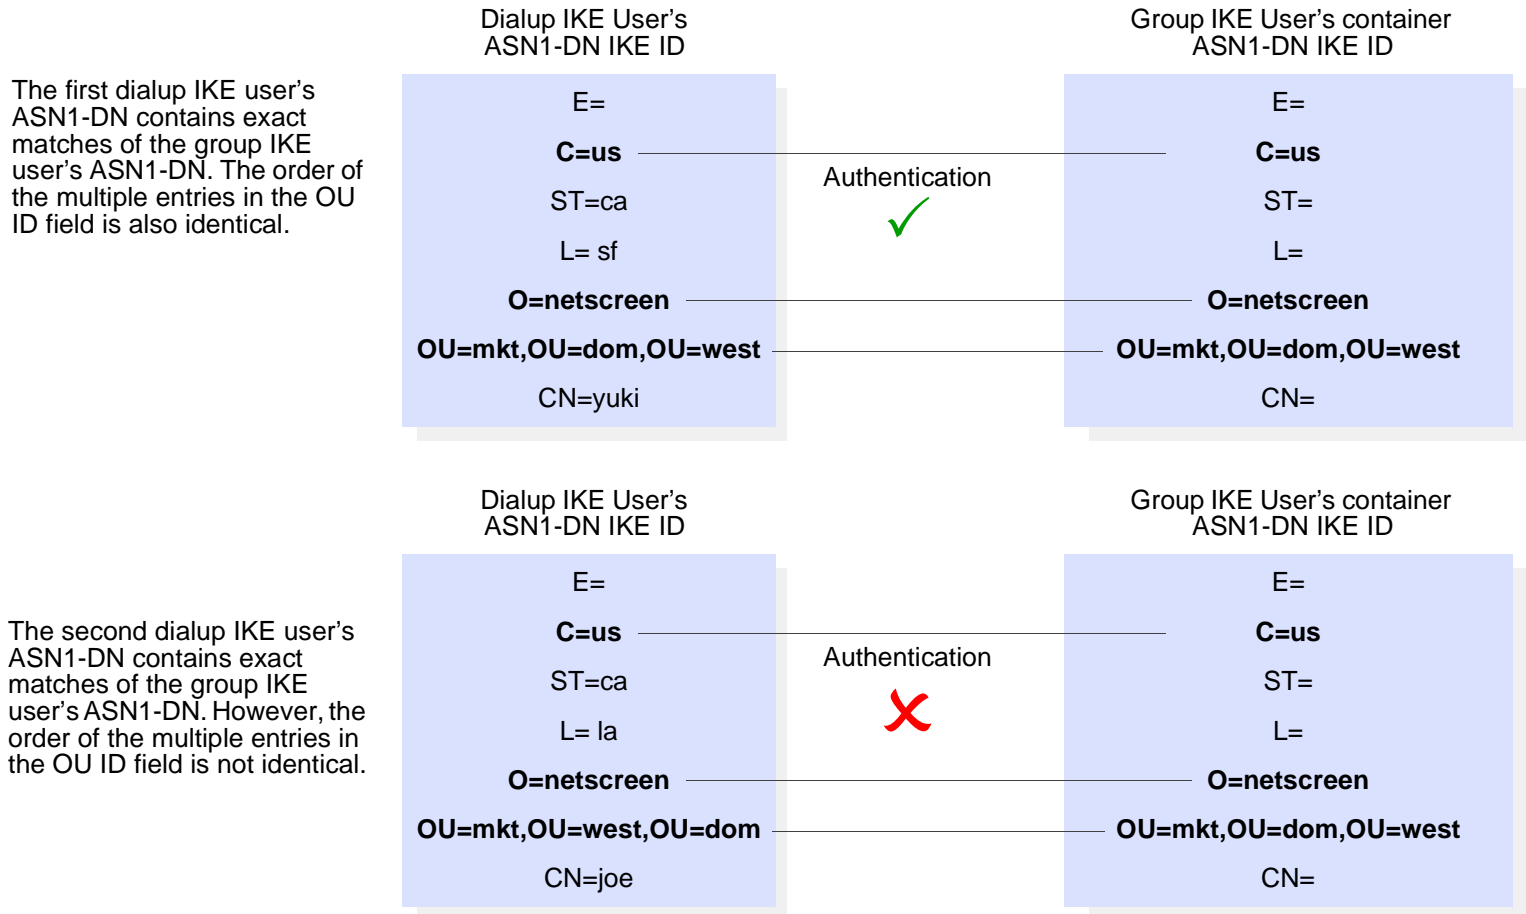 Dialup IKE User's
ASN1-DN IKE ID
Group IKE User's container
ASN1-DN IKE ID
The first dialup IKE user's
ASN1-DN contains exact
matches of the group IKE
user's ASN1-DN. The order of
the multiple entries in the OU
ID field is also identical.
E=
C=us
ST=ca
L= sf
O=netscreen
OU=mkt,OU=dom,OU=west
CN=yuki
Authentication
E=
C=us
ST=
L=
O=netscreen
OU=mkt,OU=dom,OU=west
CN=
Dialup IKE User's
ASN1-DN IKE ID
Group IKE User's container
ASN1-DN IKE ID
The second dialup IKE user's
ASN1-DN contains exact
matches of the group IKE
user's ASN1-DN. However, the
order of the multiple entries in
the OU ID field is not identical.
E=
C=us
ST=ca
L= la
O=netscreen
OU=mkt,OU=west,OU=dom
CN=joe
Authentication
E=
C=us
ST=
L=
O=netscreen
OU=mkt,OU=dom,OU=west
CN=